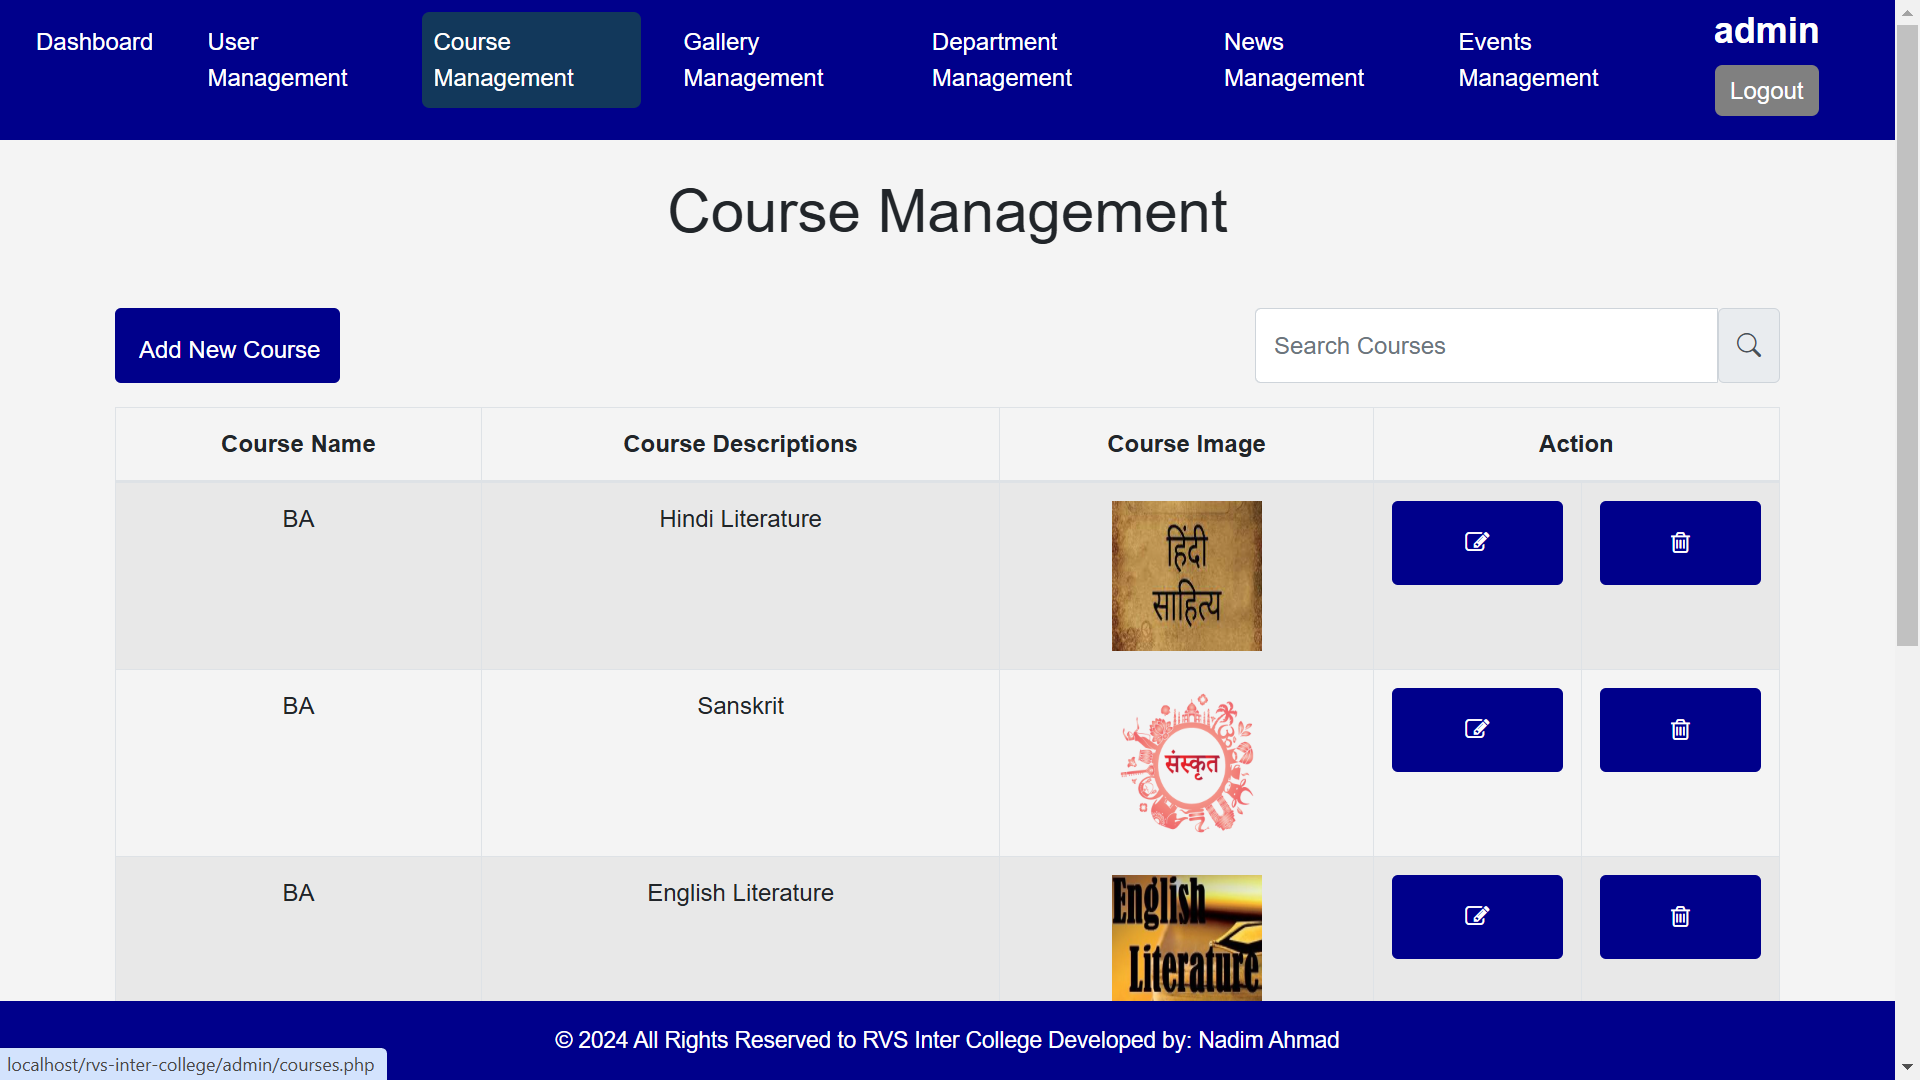 Dashboard
User
Management
Course
Management
Gallery
Management
Department
Management
News
Management
Events
Management
admin
Logout
Course Management
Add New Course
Search Courses
Course Name
Course Descriptions
Course Image
Action
BA
Hindi Literature
हिंदी
साहित्य
BA
Sanskrit
संस्कृत
BA
English Literature
English
Literature
© 2024 All Rights Reserved to RVS Inter College Developed by: Nadim Ahmad
localhost/rvs-inter-college/admin/courses.php